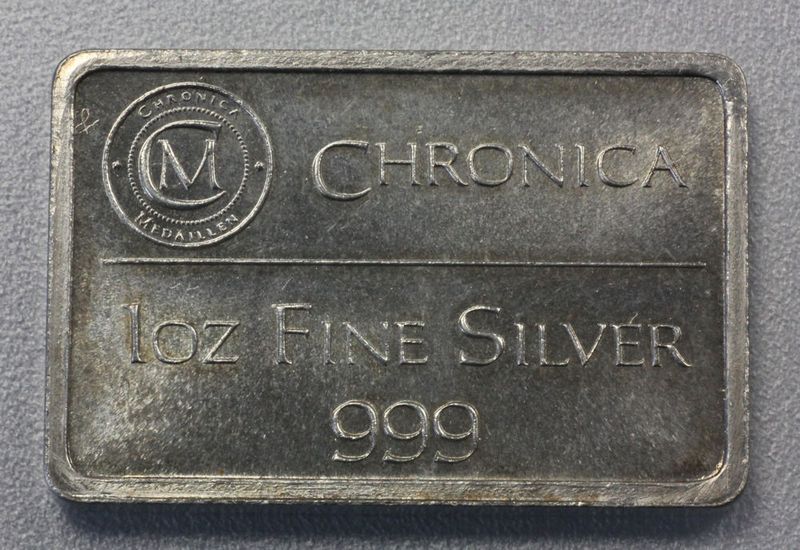 CHRONICA
CM
MEDAILLEN
CHRONICA
1OZ FINE SILVER
999